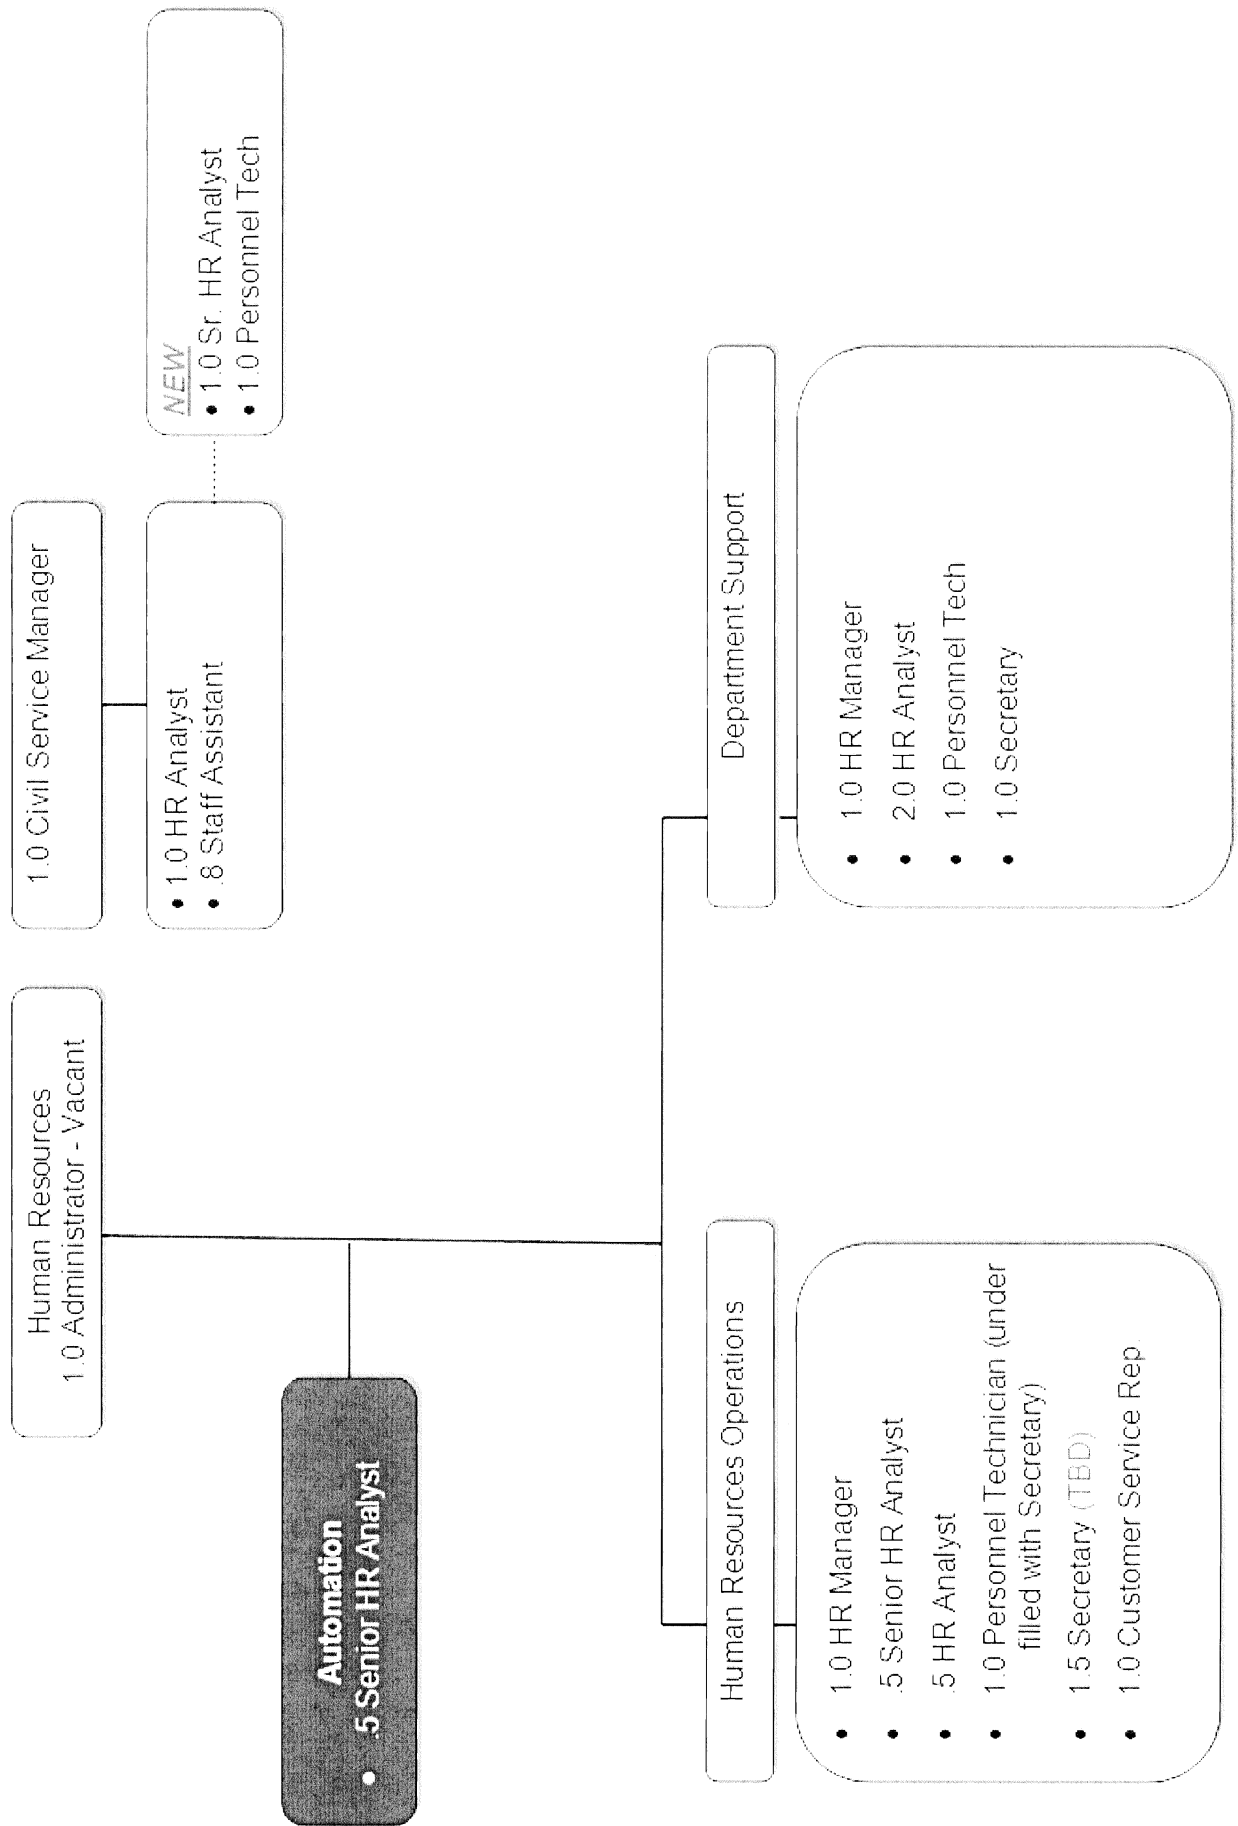 Human Resources
1.0 Administrator - Vacant
1.0 Civil Service Manager
• 1.0 HR Analyst
• .8 Staff Assistant
NEW
• 1.0 Sr. HR Analyst
• 1.0 Personnel Tech
Automation
• .5 Senior HR Analyst
Human Resources Operations
• 1.0 HR Manager
• .5 Senior HR Analyst
• .5 HR Analyst
• 1.0 Personnel Technician (under
filled with Secretary)
• 1.5 Secretary (TBD)
• 1.0 Customer Service Rep.
Department Support
• 1.0 HR Manager
• 2.0 HR Analyst
• 1.0 Personnel Tech
• 1.0 Secretary